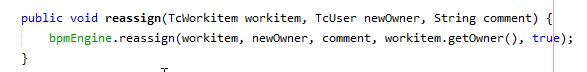 public void reassign(TcWorkitem workitem, TcUser newOwner, String comment) {
    bpmEngine.reassign(workitem, newOwner, comment, workitem.getOwner(), true);
}